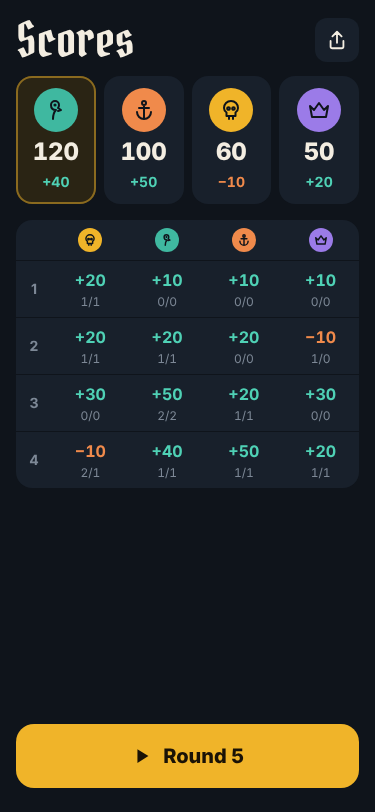 Scores
120 100 60 50
+40 +50 −10 +20
1 +20 +10 +10 +10
1/1 0/0 0/0 0/0
2 +20 +20 +20 −10
1/1 1/1 0/0 1/0
3 +30 +50 +20 +30
0/0 2/2 1/1 0/0
4 −10 +40 +50 +20
2/1 1/1 1/1 1/1
Round 5